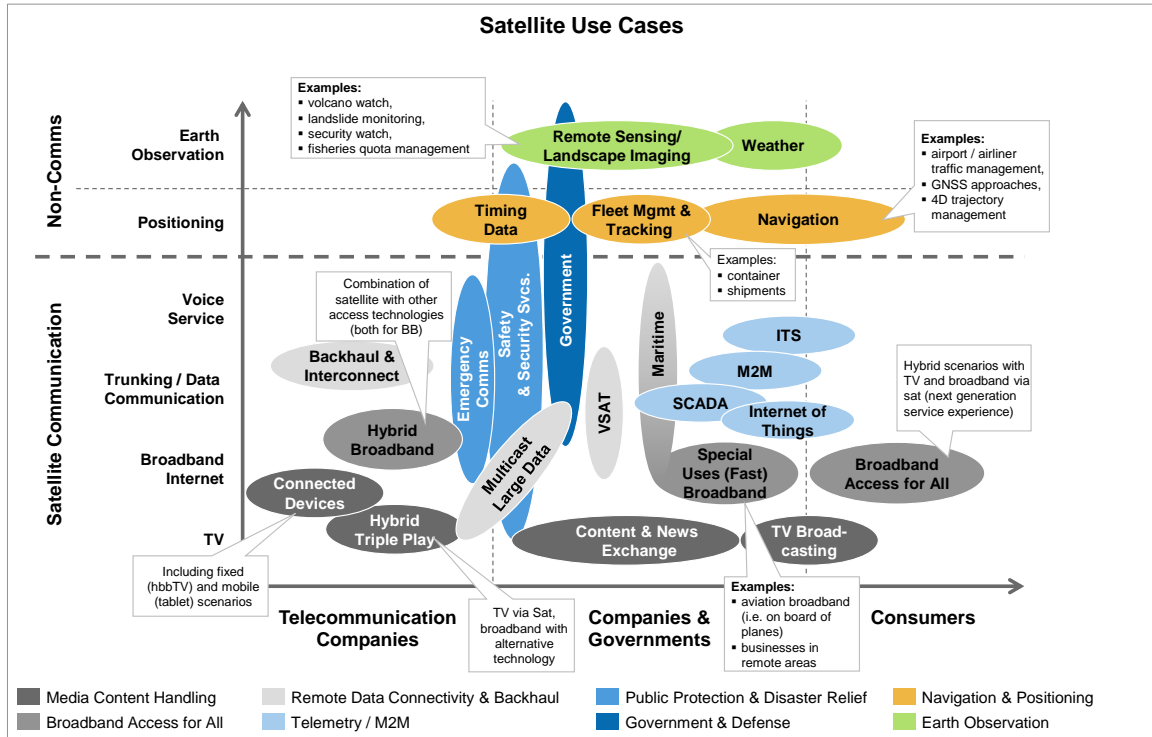 Satellite Use Cases
Examples:
▪ volcano watch,
▪ landslide monitoring,
▪ security watch,
▪ fisheries quota management
Non-Comms
Earth
Observation
Remote Sensing/
Landscape Imaging
Weather
Examples:
▪ airport / airliner
traffic management,
▪ GNSS approaches,
▪ 4D trajectory
management
Positioning
Timing
Data
Fleet Mgmt &
Tracking
Navigation
Examples:
▪ container
▪ shipments
Satellite Communication
Voice
Service
Combination of
satellite with other
access technologies
(both for BB)
Emergency
Comms
Safety
& Security Svcs.
Government
Maritime
ITS
Backhaul &
Interconnect
M2M
Trunking / Data
Communication
VSAT
SCADA
Internet of
Things
Hybrid scenarios with
TV and broadband via
sat (next generation
service experience)
Hybrid
Broadband
Broadband
Internet
Multicast
Large Data
Special
Uses (Fast)
Broadband
Broadband
Access for All
Connected
Devices
TV
Hybrid
Triple Play
Content & News
Exchange
TV Broad-
casting
Including fixed
(hbbTV) and mobile
(tablet) scenarios
TV via Sat,
broadband with
alternative
technology
Examples:
▪ aviation broadband
(i.e. on board of
planes)
▪ businesses in
remote areas
Telecommunication
Companies
Companies &
Governments
Consumers
Media Content Handling
Remote Data Connectivity & Backhaul
Public Protection & Disaster Relief
Navigation & Positioning
Broadband Access for All
Telemetry / M2M
Government & Defense
Earth Observation